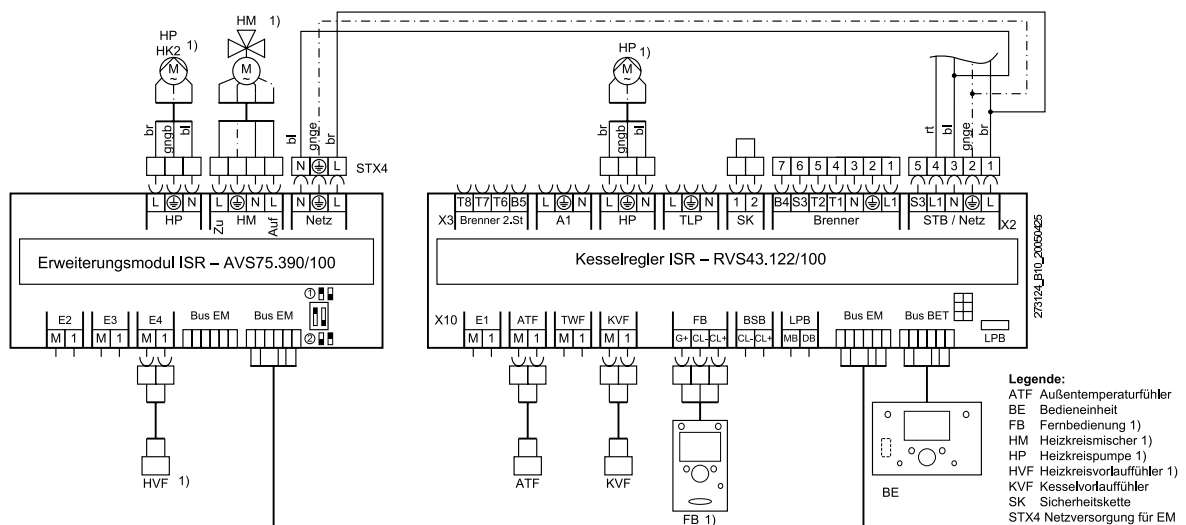 HP
HK2 1)
HM 1)
HP 1)
M
~
M
~
M
~
br
gngb
bl
bl
gnge
br
br
gngb
bl
rt
bl
gnge
br
N L STX4
7 6 5 4 3 2 1
5 4 3 2 1
L N
HP
Zu
L N L
HM
Auf
N L
Netz
X3
T8 T7 T6 B5
Brenner 2.St
L N
A1
L N
HP
L N
TLP
1 2
SK
B4 S3 T2 T1 N L1
Brenner
S3 L1 N L
STB / Netz
X2
Erweiterungsmodul ISR – AVS75.390/100
Kesselregler ISR – RVS43.122/100
273124_B10_20050425
E2
M 1
E3
M 1
E4
M 1
Bus EM
Bus EM
1
2
X10
E1
M 1
ATF
M 1
TWF
M 1
KVF
M 1
FB
G+ CL- CL+
BSB
CL- CL+
LPB
MB DB
Bus EM
Bus BET
LPB
HVF 1)
ATF
KVF
FB 1)
BE
Legende:
ATF Außentemperaturfühler
BE Bedieneinheit
FB Fernbedienung 1)
HM Heizkreismischer 1)
HP Heizkreispumpe 1)
HVF Heizkreisvorlauffühler 1)
KVF Kesselvorlauffühler
SK Sicherheitskette
STX4 Netzversorgung für EM